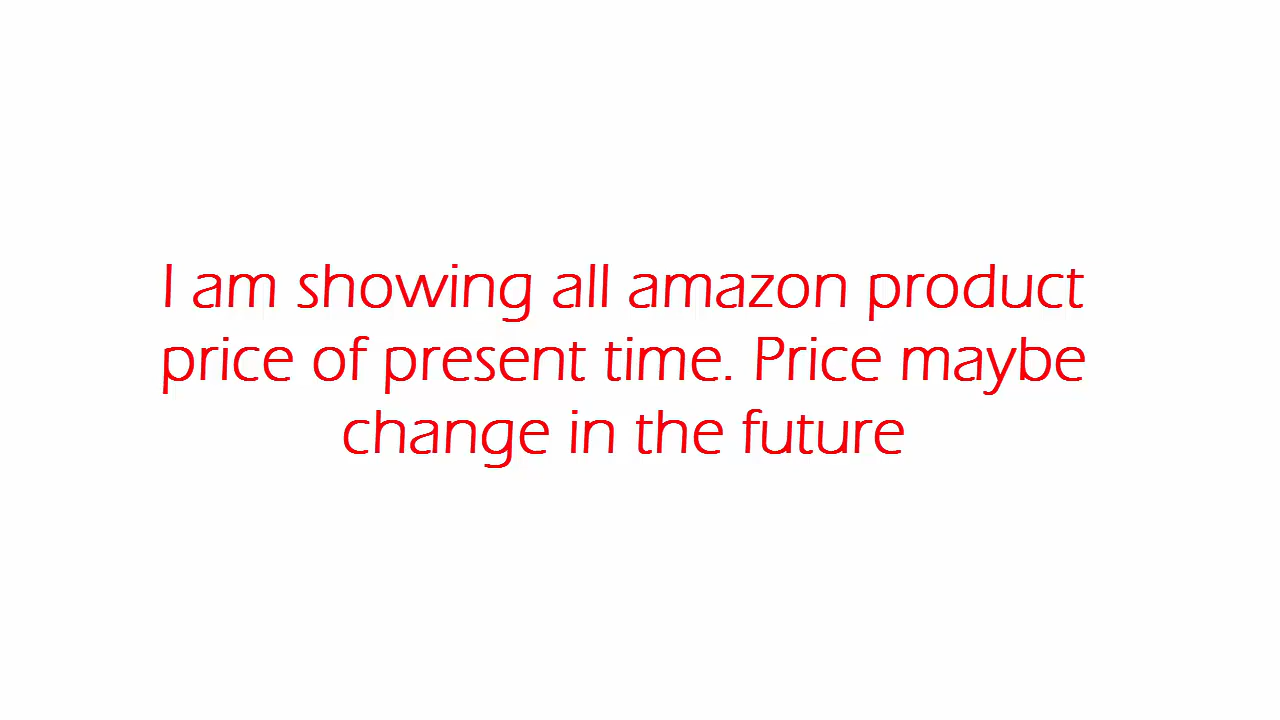 I am showing all amazon product
price of present time. Price maybe
change in the future